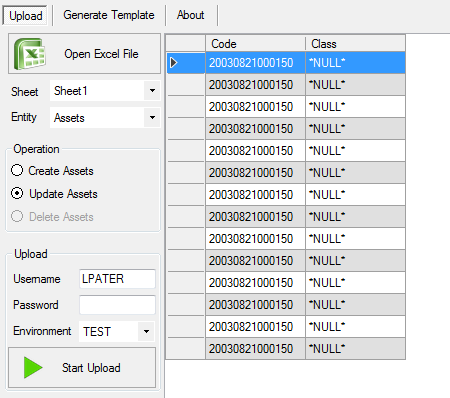 Upload Generate Template About
Open Excel File
Sheet Sheet1
Entity Assets
Operation
Create Assets
Update Assets
Delete Assets
Upload
Username LPATER
Password
Environment TEST
Start Upload
Code Class
20030821000150 *NULL*
20030821000150 *NULL*
20030821000150 *NULL*
20030821000150 *NULL*
20030821000150 *NULL*
20030821000150 *NULL*
20030821000150 *NULL*
20030821000150 *NULL*
20030821000150 *NULL*
20030821000150 *NULL*
20030821000150 *NULL*
20030821000150 *NULL*
20030821000150 *NULL*
20030821000150 *NULL*